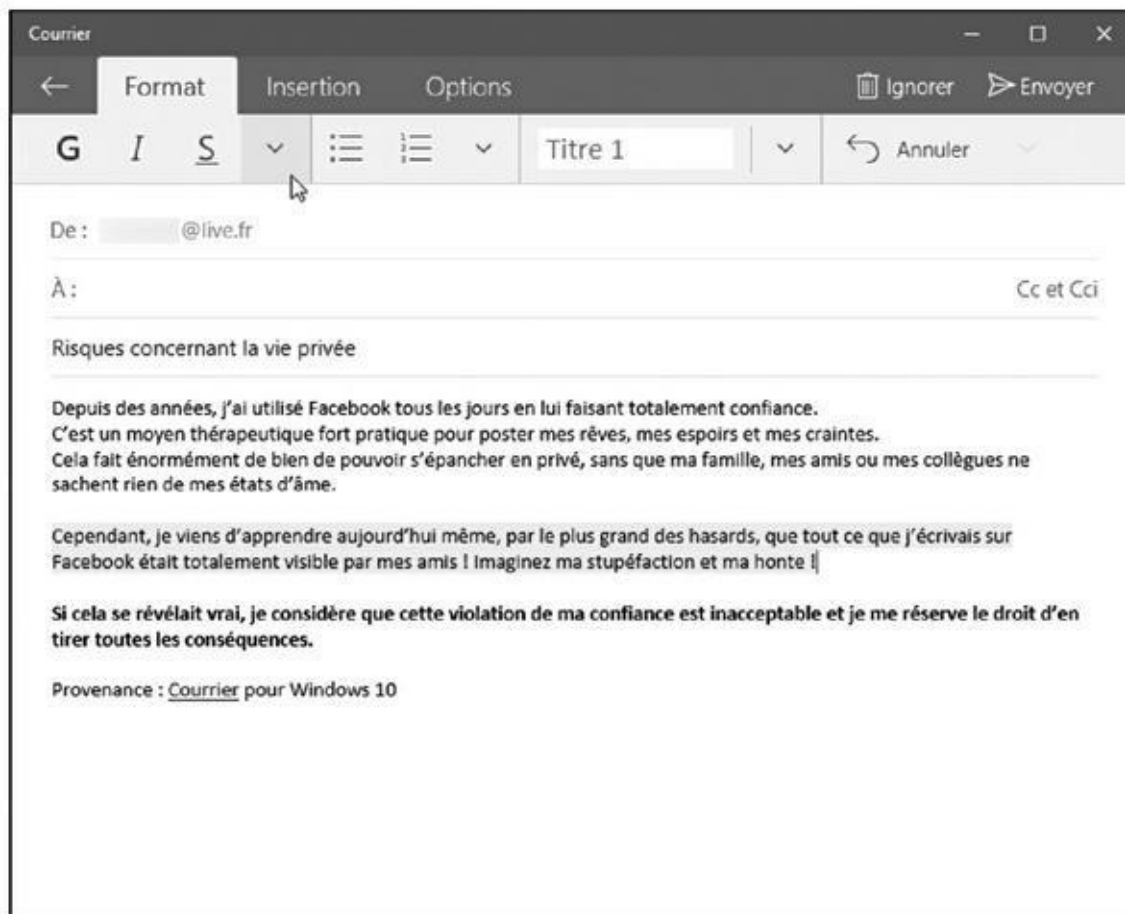 Courrier
Format Insertion Options Ignorer Envoyer
G I S Titre 1 Annuler
De : @live.fr
À : Cc et Cci
Risques concernant la vie privée
Depuis des années, j’ai utilisé Facebook tous les jours en lui faisant totalement confiance.
C’est un moyen thérapeutique fort pratique pour poster mes rêves, mes espoirs et mes craintes.
Cela fait énormément de bien de pouvoir s’épancher en privé, sans que ma famille, mes amis ou mes collègues ne
sachent rien de mes états d’âme.
Cependant, je viens d’apprendre aujourd’hui même, par le plus grand des hasards, que tout ce que j’écrivais sur
Facebook était totalement visible par mes amis ! Imaginez ma stupéfaction et ma honte !
Si cela se révélait vrai, je considère que cette violation de ma confiance est inacceptable et je me réserve le droit d’en
tirer toutes les conséquences.
Provenance : Courrier pour Windows 10